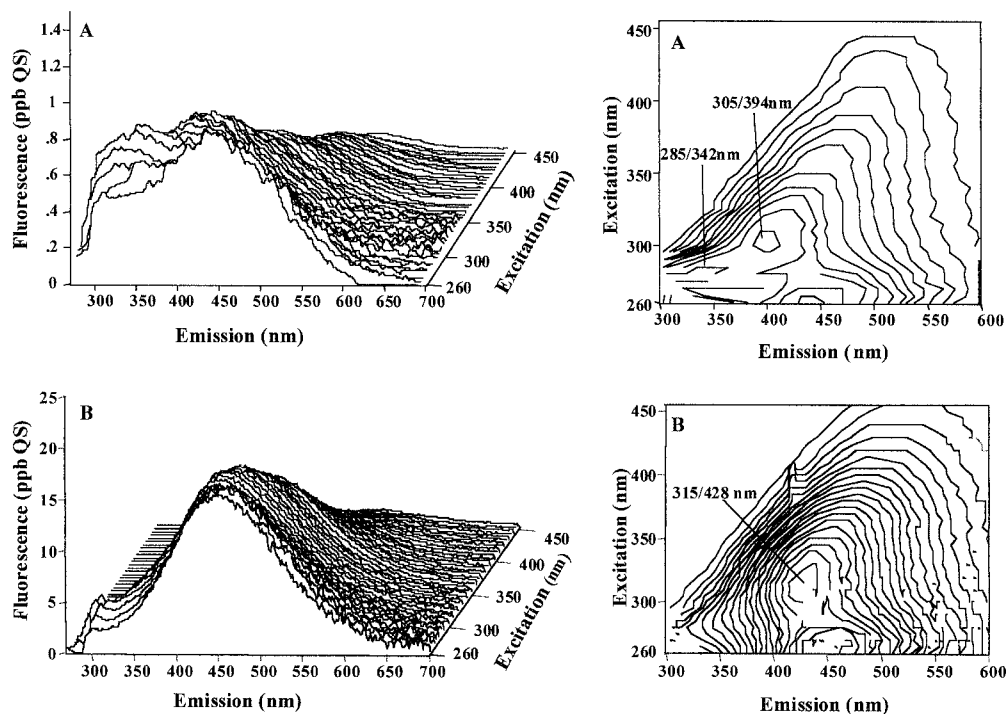 A
Fluorescence (ppb QS)
1.4
1.2
1
.8
.6
.4
.2
0
300 350 400 450 500 550 600 650 700
Emission (nm)
260
300
350
400
450
Excitation (nm)
A
Excitation (nm)
450
400
350
300
260
305/394nm
285/342nm
300 350 400 450 500 550 600
Emission (nm)
B
Fluorescence (ppb QS)
25
20
15
10
5
0
300 350 400 450 500 550 600 650 700
Emission (nm)
260
300
350
400
450
Excitation (nm)
B
Excitation (nm)
450
400
350
300
260
315/428 nm
300 350 400 450 500 550 600
Emission (nm)